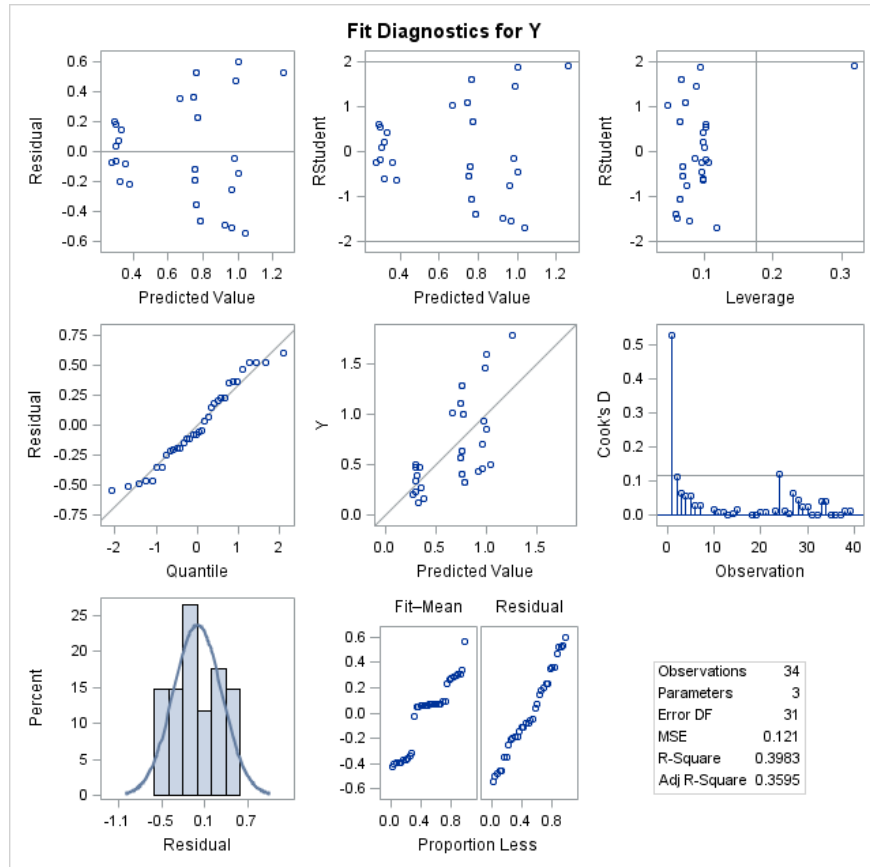 Fit Diagnostics for Y
0.6
0.4
0.2
0.0
-0.2
-0.4
-0.6
Residual
0.4 0.6 0.8 1.0 1.2
Predicted Value
2
1
0
-1
-2
RStudent
0.4 0.6 0.8 1.0 1.2
Predicted Value
2
1
0
-1
-2
RStudent
0.1 0.2 0.3
Leverage
0.75
0.50
0.25
0.00
-0.25
-0.50
-0.75
Residual
-2 -1 0 1 2
Quantile
1.5
1.0
0.5
0.0
Y
0.0 0.5 1.0 1.5
Predicted Value
0.5
0.4
0.3
0.2
0.1
0.0
Cook's D
0 10 20 30 40
Observation
25
20
15
10
5
0
Percent
-1.1 -0.5 0.1 0.7
Residual
Fit–Mean Residual
0.6
0.4
0.2
0.0
-0.2
-0.4
-0.6
0.0 0.4 0.8 0.0 0.4 0.8
Proportion Less
Observations 34
Parameters 3
Error DF 31
MSE 0.121
R-Square 0.3983
Adj R-Square 0.3595